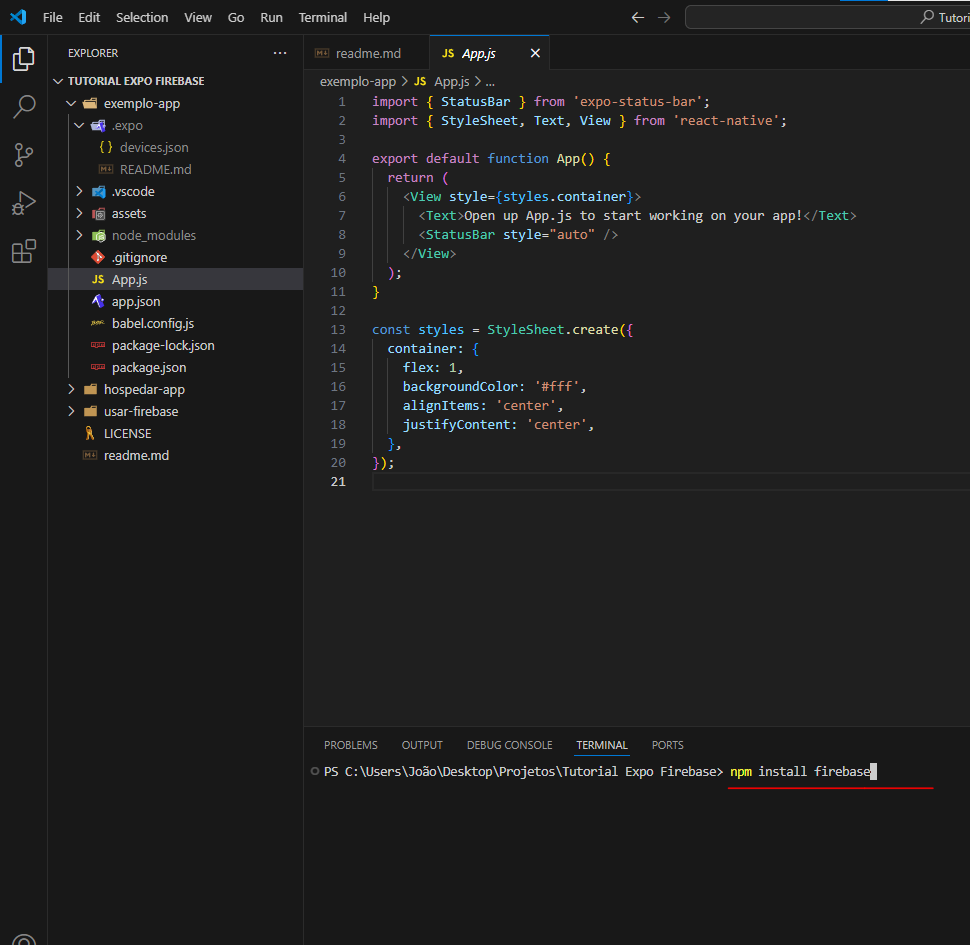 File Edit Selection View Go Run Terminal Help
Tutori
EXPLORER
TUTORIAL EXPO FIREBASE
exemplo-app
.expo
{ } devices.json
README.md
.vscode
assets
node_modules
.gitignore
JS App.js
app.json
babel.config.js
package-lock.json
package.json
hospedar-app
usar-firebase
LICENSE
readme.md
readme.md JS App.js
exemplo-app > JS App.js > ...
1 import { StatusBar } from 'expo-status-bar';
2 import { StyleSheet, Text, View } from 'react-native';
3
4 export default function App() {
5 return (
6 <View style={styles.container}>
7 <Text>Open up App.js to start working on your app!</Text>
8 <StatusBar style="auto" />
9 </View>
10 );
11 }
12
13 const styles = StyleSheet.create({
14 container: {
15 flex: 1,
16 backgroundColor: '#fff',
17 alignItems: 'center',
18 justifyContent: 'center',
19 },
20 });
21
PROBLEMS OUTPUT DEBUG CONSOLE TERMINAL PORTS
PS C:\Users\João\Desktop\Projetos\Tutorial Expo Firebase> npm install firebase